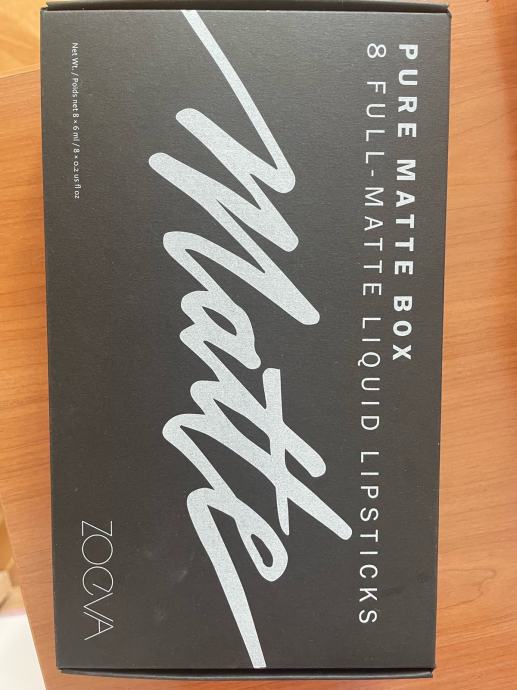 PURE MATTE BOX
8 FULL-MATTE LIQUID LIPSTICKS
Matte
Net Wt. / Poids net 8 x 6 ml / 8 x 0.2 us fl oz
ZOEVA